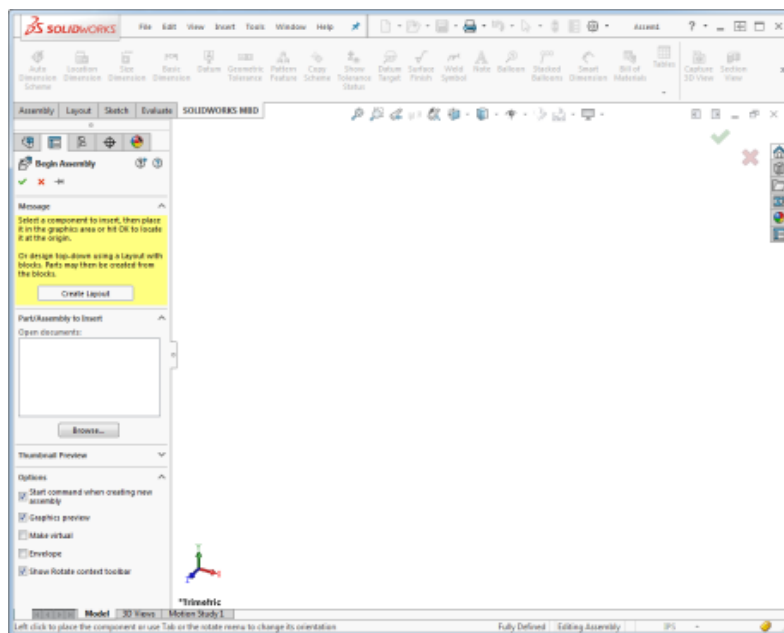 SOLIDWORKS
File Edit View Insert Tools Window Help
Assem1
Auto Dimension Scheme
Location Dimension
Size Dimension
Basic Dimension
Datum
Geometric Tolerance
Pattern Feature
Copy Scheme
Show Tolerance Status
Datum Target
Surface Finish
Weld Symbol
Note
Balloon
Stacked Balloons
Smart Dimension
Bill of Materials
Tables
Capture 3D View
Section View
Assembly Layout Sketch Evaluate SOLIDWORKS MBD
Begin Assembly
Message
Select a component to insert, then place
it in the graphics area or hit OK to locate
it at the origin.
Or design top-down using a Layout with
blocks. Parts may then be created from
the blocks.
Create Layout
Part/Assembly to Insert
Open documents:
Browse...
Thumbnail Preview
Options
Start command when creating new
assembly
Graphics preview
Make virtual
Envelope
Show Rotate context toolbar
*Trimetric
Model 3D Views Motion Study 1
Left click to place the component or use Tab or the rotate menu to change its orientation Fully Defined Editing Assembly IPS -